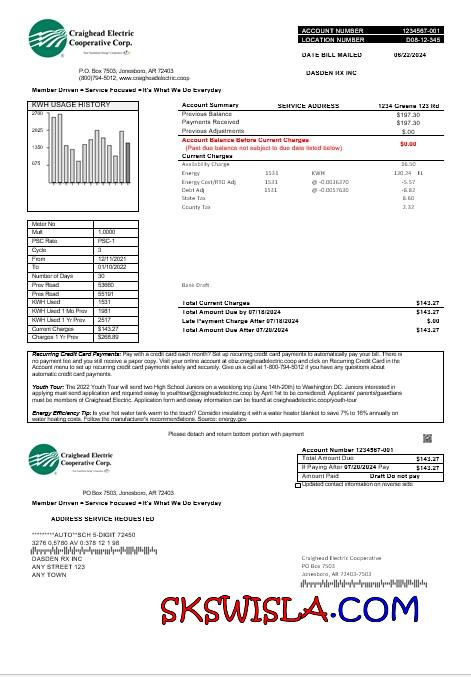 Craighead Electric
Cooperative Corp.
ACCOUNT NUMBER 1234567-001
LOCATION NUMBER D08-12-345
DATE BILL MAILED 06/22/2024
P.O. Box 7503, Jonesboro, AR 72403
(800)794-5012, www.craigheadelectric.coop
DASDEN RX INC
Member Driven • Service Focused • It's What We Do Everyday
KWH USAGE HISTORY
2700
2025
1350
675
Account Summary SERVICE ADDRESS 1234 Greene 123 Rd
Previous Balance $197.30
Payments Received $197.30
Previous Adjustments $.00
Account Balance Before Current Charges $0.00
(Past due balance not subject to due date listed below)
Current Charges
Availability Charge 26.50
Energy 1531 KWH
Energy Cost/RTO Adj 1531 @ -0.0036370 -5.57
Debt Adj 1531 -6.82
State Tax 8.60
County Tax 2.32
Bank Draft
Total Current Charges $143.27
Total Amount Due by 07/18/2024 $143.27
Late Payment Charge After 07/18/2024 $.00
Total Amount Due After 07/20/2024 $143.27
Meter No
Mult 1.0000
PSC Rate PSC-1
Cycle 3
From 12/11/2021
To 01/10/2022
Number of Days 30
Prev Read 53660
Pres Read 55191
KWH Used 1531
KWH Used 1 Mo Prev 1981
KWH Used 1 Yr Prev 2517
Current Charges $143.27
Charges 1 Yr Prev $268.89
Recurring Credit Card Payments: Pay with a credit card each month? Set up recurring credit card payments to automatically pay your bill. There is
no payment fee and you still receive a paper copy. Visit your online account at ebiz.craigheadelectric.coop and click on Recurring Credit Card in the
Account menu to set up recurring credit card payments safely and securely. Give us a call at 1-800-794-5012 if you have any questions about
automatic credit card payments.
Youth Tour: The 2022 Youth Tour will send two High School Juniors on a weeklong trip (June 14th-20th) to Washington DC. Juniors interested in
applying must send application and required essay to youthtour@craigheadelectric.coop by April 1st to be considered. Applicants' parents/guardians
must be members of Craighead Electric. Application form and essay information can be found at craigheadelectric.coop/youth-tour
Energy Efficiency Tip: Is your hot water tank warm to the touch? Consider insulating it with a water heater blanket to save 7% to 16% annually on
water heating costs. Follow the manufacturer's recommendations. Source: energy.gov
Please detach and return bottom portion with payment
Craighead Electric
Cooperative Corp.
Account Number 1234567-001
Total Amount Due $143.27
If Paying After 07/20/2024 Pay $143.27
Amount Paid Draft Do not pay
Updated contact information on reverse side
PO Box 7503, Jonesboro, AR 72403
Member Driven • Service Focused • It's What We Do Everyday
ADDRESS SERVICE REQUESTED
*********AUTO**SCH 5-DIGIT 72450
3276 0.5780 AV 0.378 12 1 98
DASDEN RX INC
ANY STREET 123
ANY TOWN
Craighead Electric Cooperative
PO Box 7503
Jonesboro, AR 72403-7503
SKSWISLA.COM